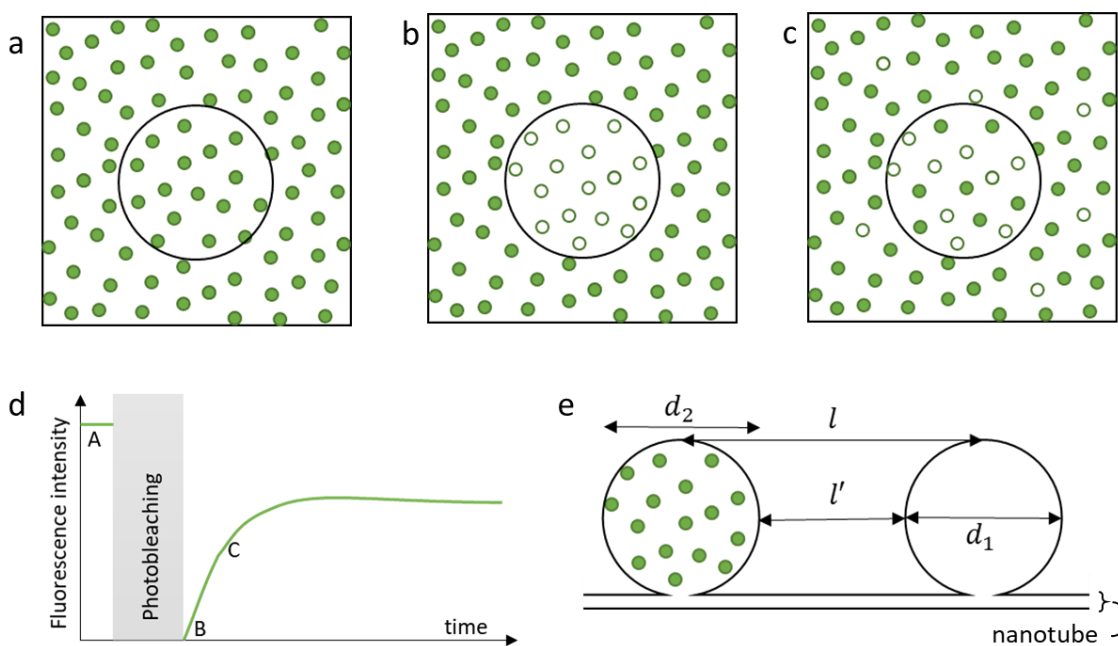 a
b
c
d
Fluorescence intensity
A
Photobleaching
B
C
time
e
d₂
l
l′
d₁
nanotube